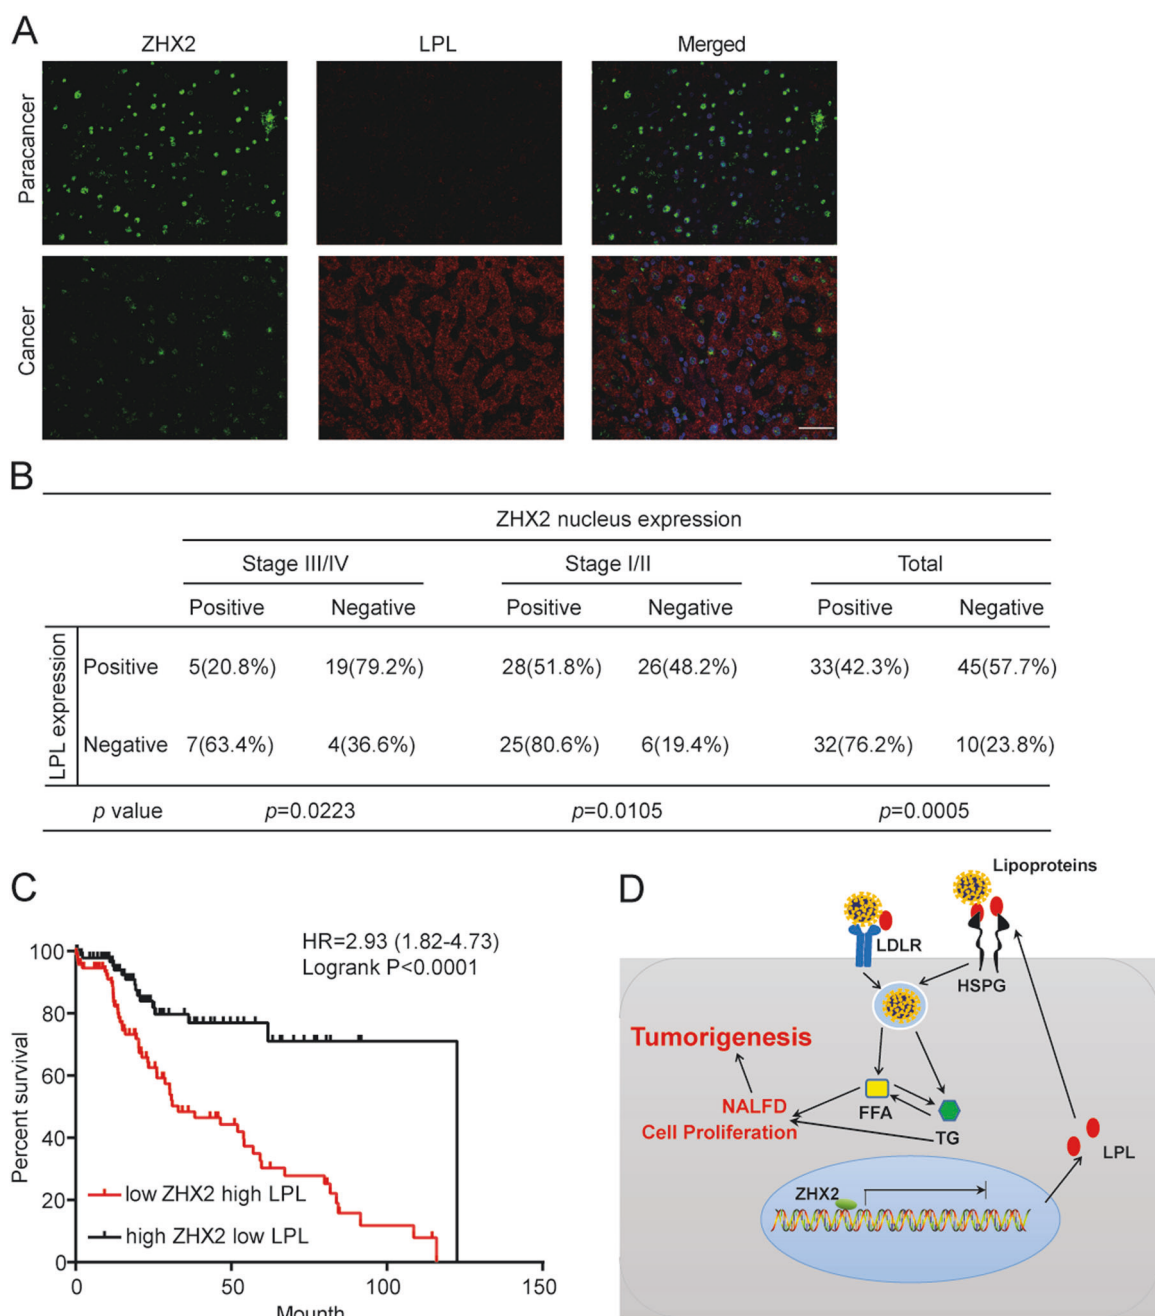 A
ZHX2 LPL Merged
Paracancer
Cancer
B
ZHX2 nucleus expression
Stage III/IV Stage I/II Total
Positive Negative Positive Negative Positive Negative
LPL expression
Positive 5(20.8%) 19(79.2%) 28(51.8%) 26(48.2%) 33(42.3%) 45(57.7%)
Negative 7(63.4%) 4(36.6%) 25(80.6%) 6(19.4%) 32(76.2%) 10(23.8%)
p value p=0.0223 p=0.0105 p=0.0005
C
HR=2.93 (1.82-4.73)
Logrank P<0.0001
Percent survival
100
80
60
40
20
0
low ZHX2 high LPL
high ZHX2 low LPL
0 50 100 150
Mounth
D
Lipoproteins
LDLR
HSPG
Tumorigenesis
NALFD
Cell Proliferation
FFA
TG
LPL
ZHX2